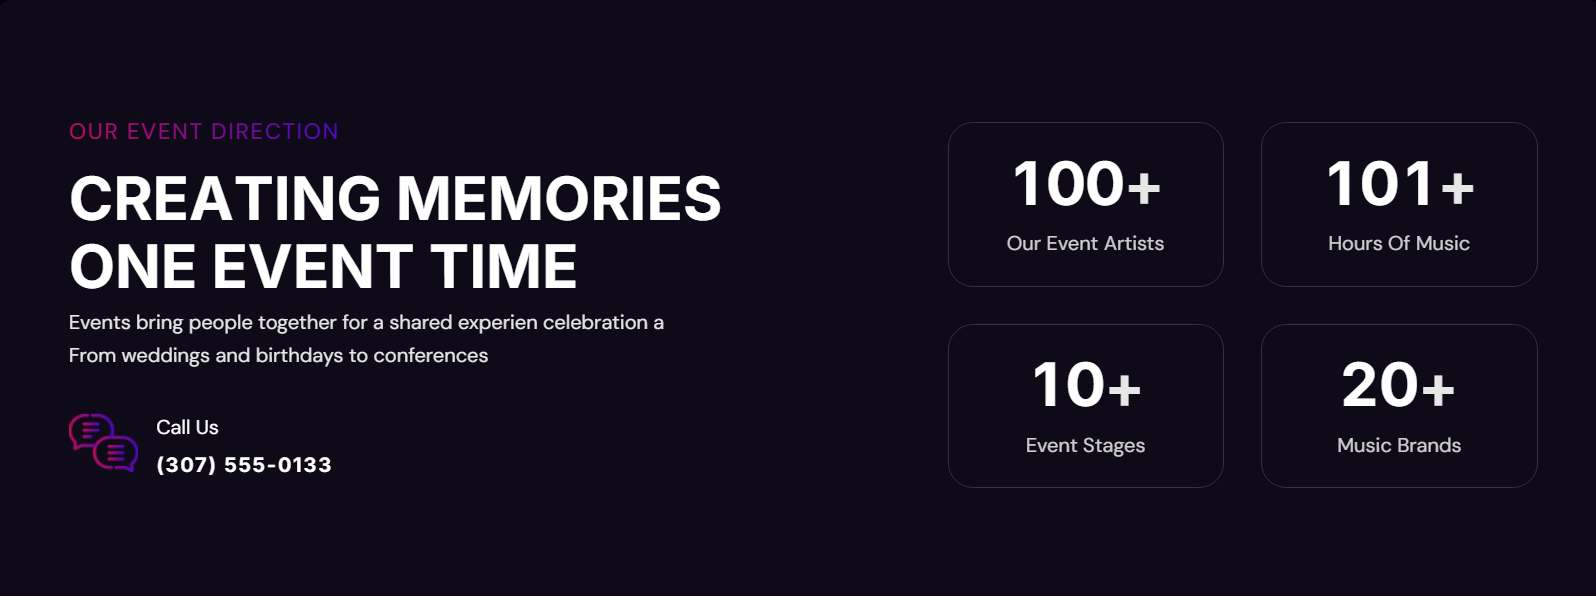 OUR EVENT DIRECTION
CREATING MEMORIES
ONE EVENT TIME
Events bring people together for a shared experien celebration a
From weddings and birthdays to conferences
Call Us
(307) 555-0133
100+
Our Event Artists
101+
Hours Of Music
10+
Event Stages
20+
Music Brands